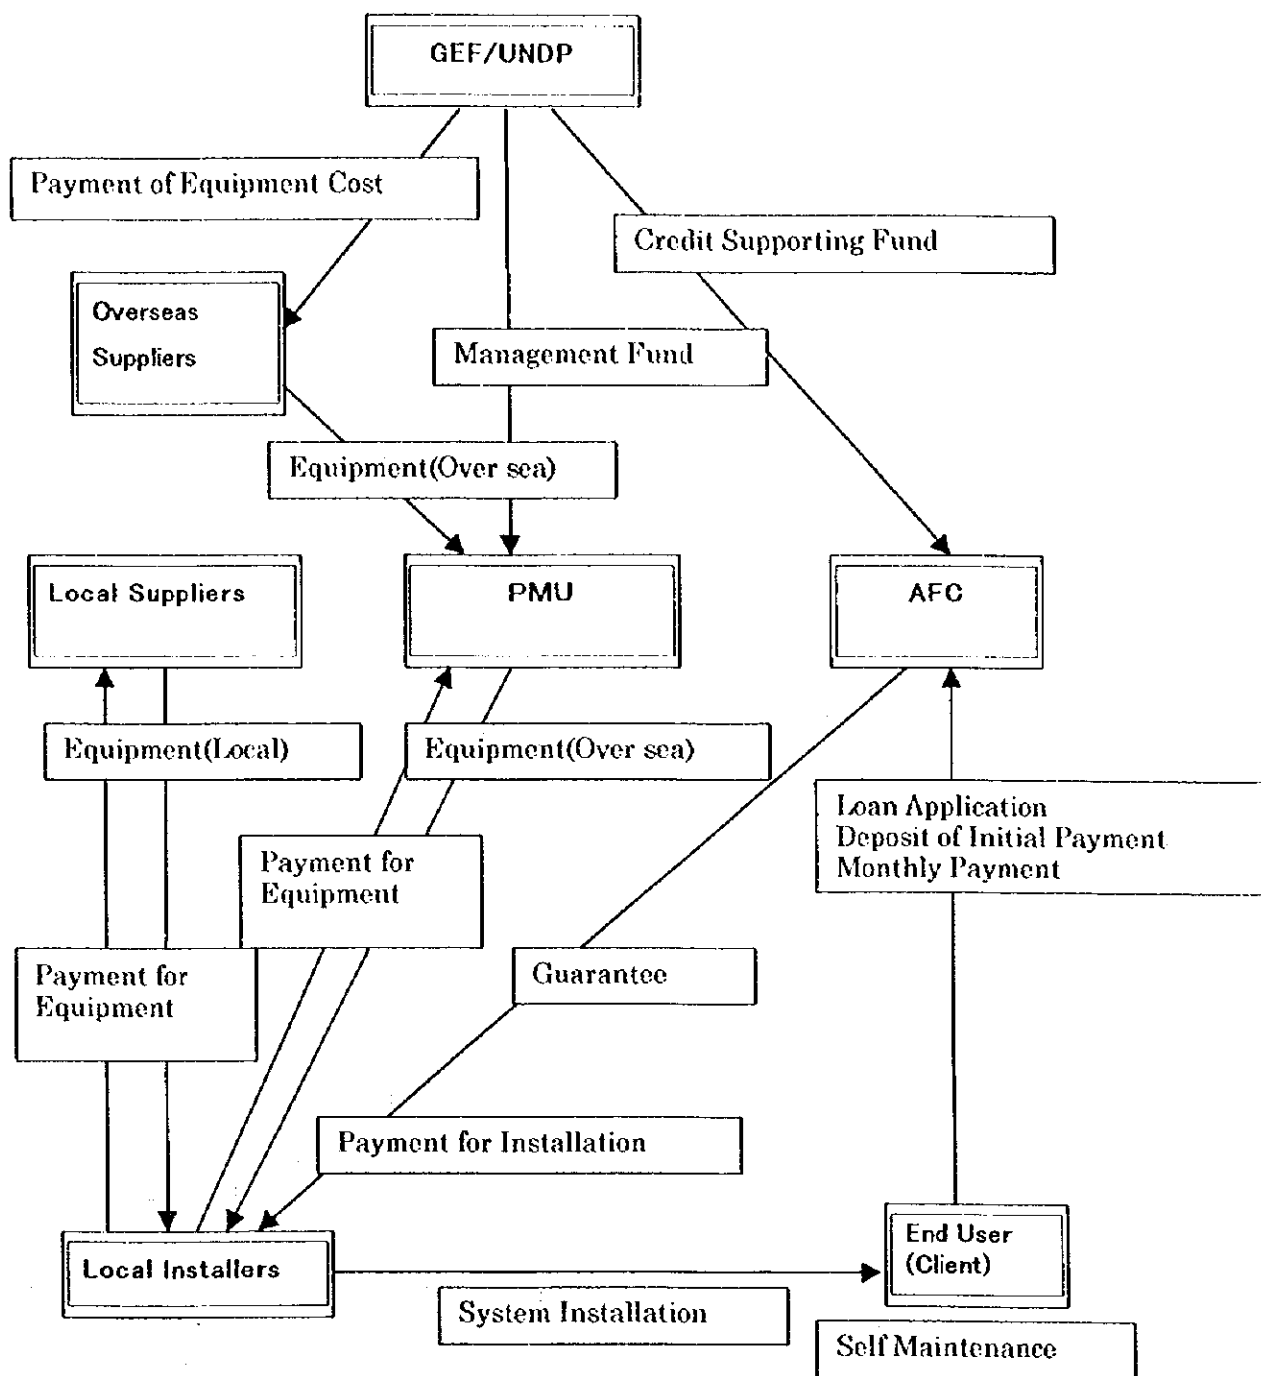 GEF/UNDP
Payment of Equipment Cost
Credit Supporting Fund
Overseas
Suppliers
Management Fund
Equipment(Over sea)
Local Suppliers
PMU
AFC
Equipment(Local)
Equipment(Over sea)
Loan Application
Deposit of Initial Payment
Monthly Payment
Payment for
Equipment
Payment for
Equipment
Guarantee
Payment for Installation
Local Installers
End User
(Client)
System Installation
Self Maintenance